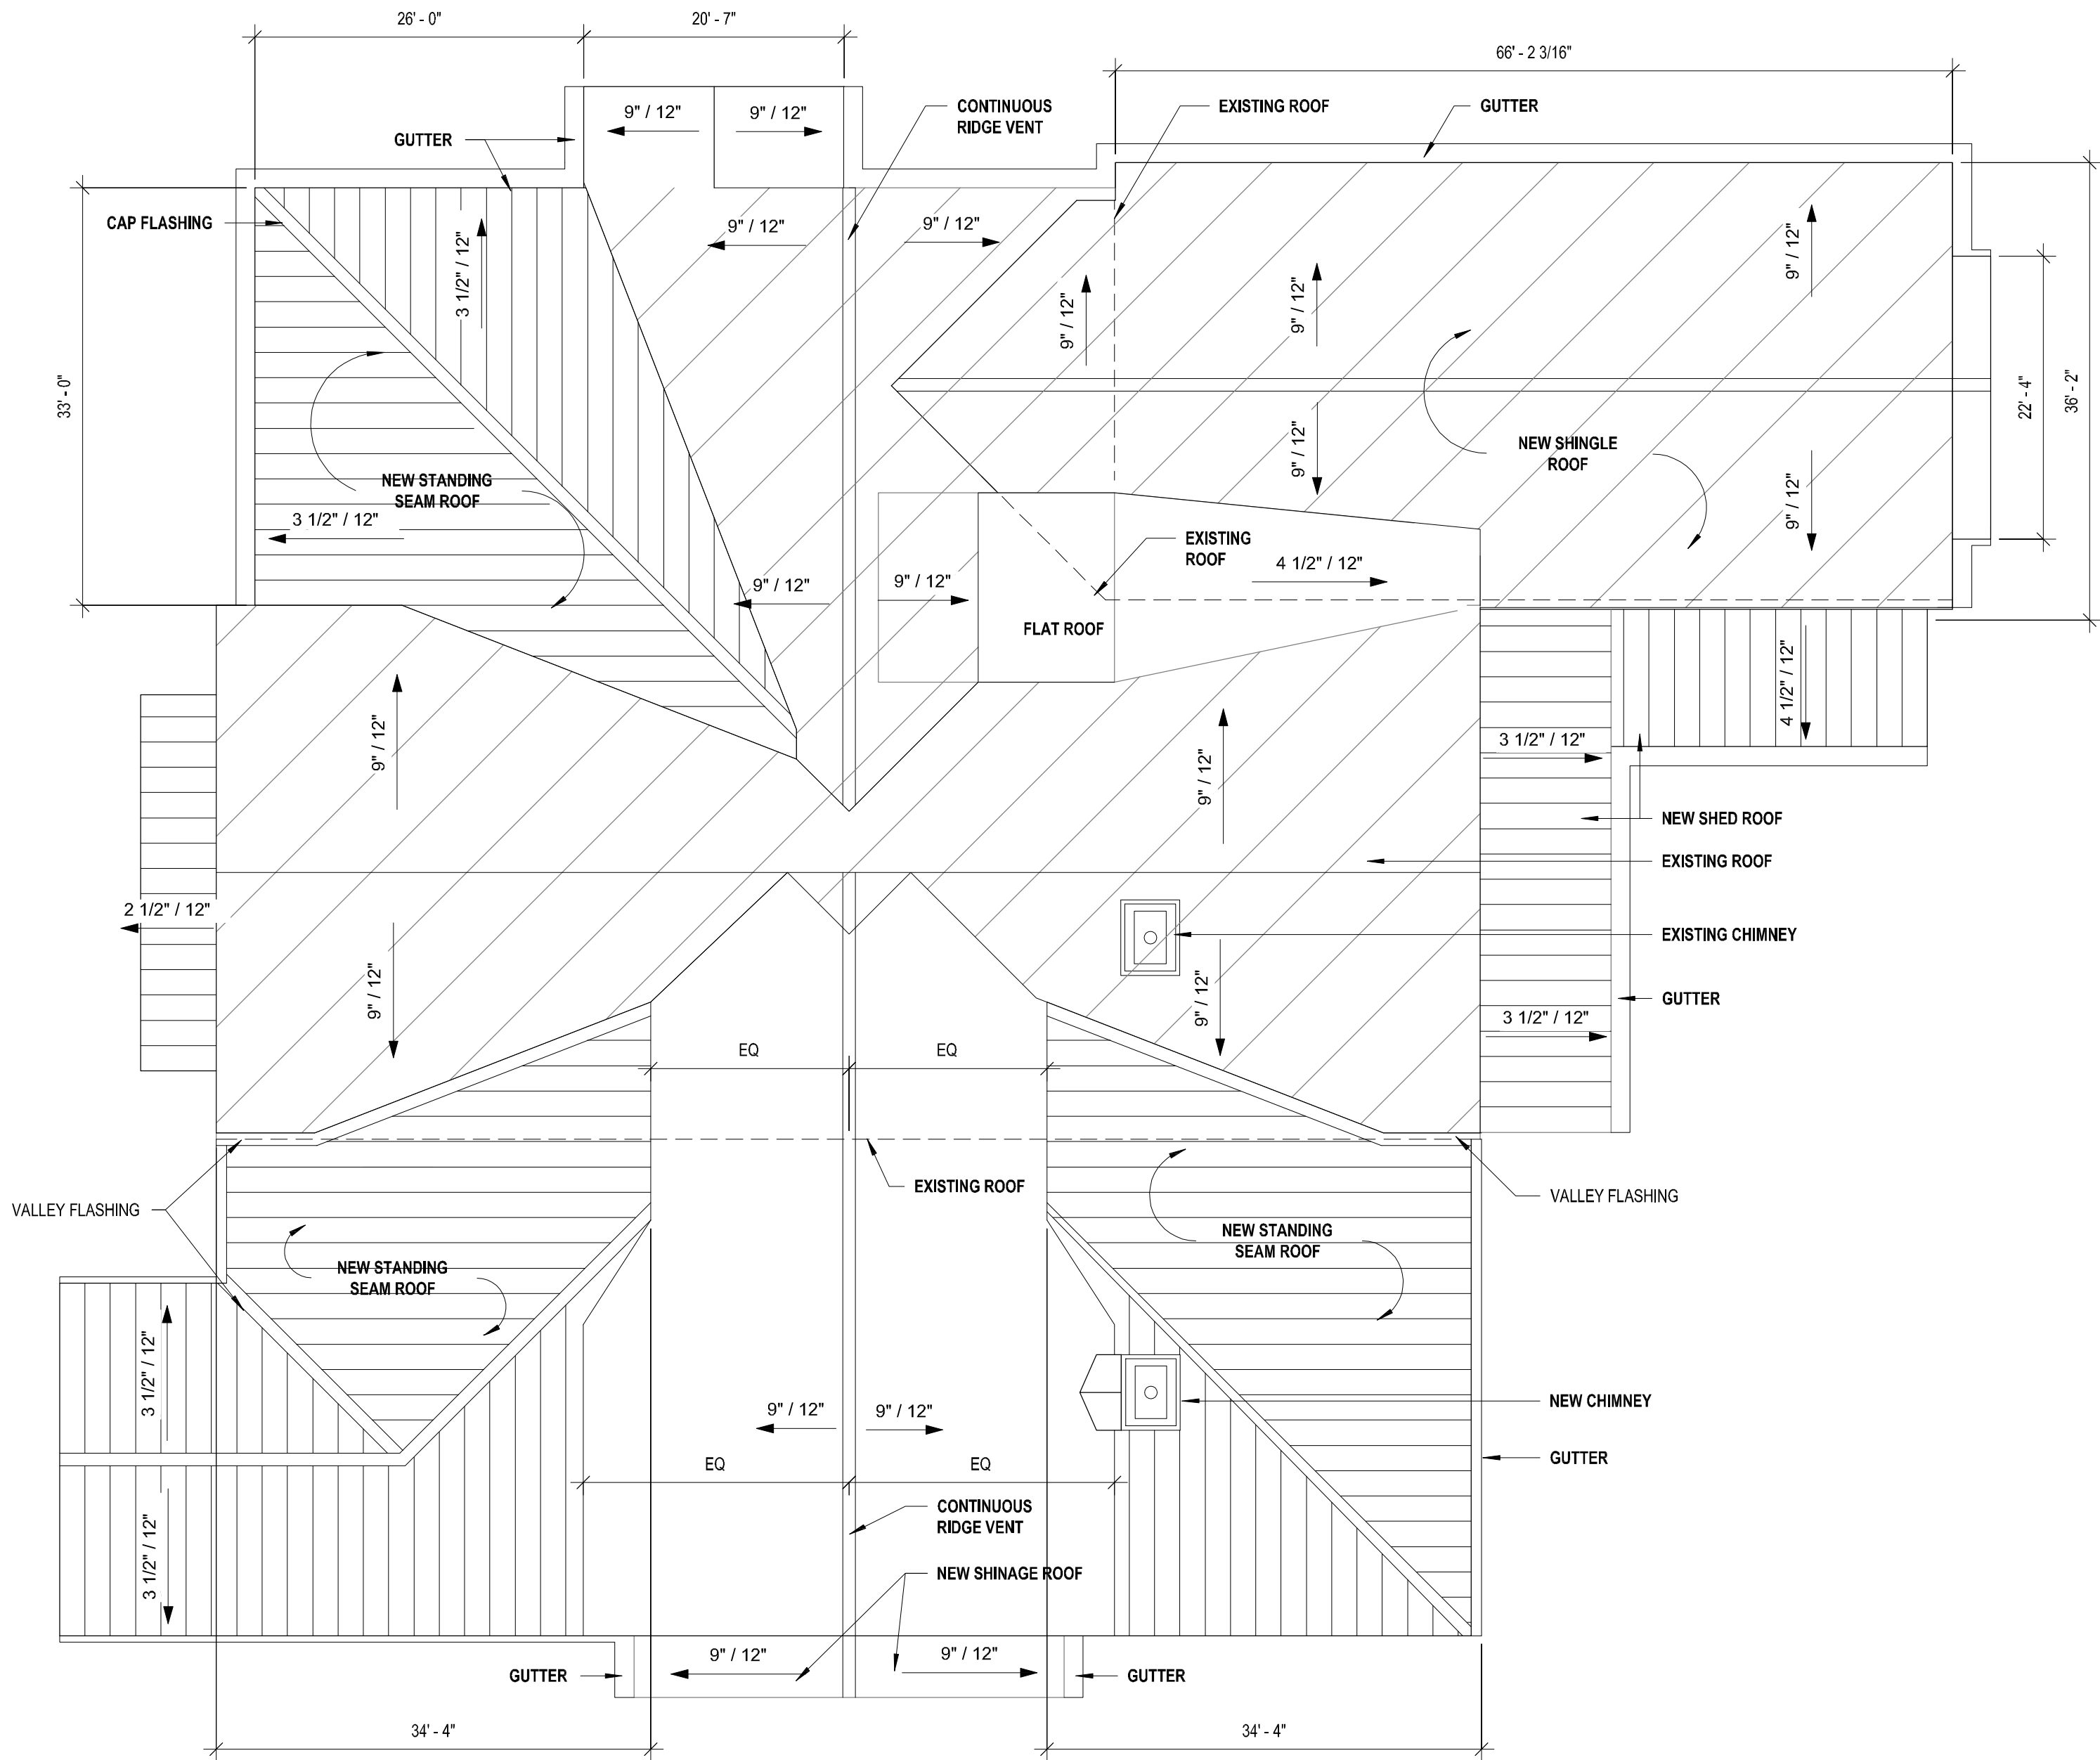 26' - 0"
20' - 7"
66' - 2 3/16"
9" / 12"
9" / 12"
CONTINUOUS
RIDGE VENT
EXISTING ROOF
GUTTER
GUTTER
CAP FLASHING
3 1/2" / 12"
9" / 12"
9" / 12"
9" / 12"
9" / 12"
9" / 12"
33' - 0"
22' - 4"
36' - 2"
NEW STANDING
SEAM ROOF
3 1/2" / 12"
9" / 12"
NEW SHINGLE
ROOF
9" / 12"
EXISTING
ROOF
4 1/2" / 12"
9" / 12"
9" / 12"
FLAT ROOF
4 1/2" / 12"
9" / 12"
9" / 12"
3 1/2" / 12"
NEW SHED ROOF
EXISTING ROOF
2 1/2" / 12"
EXISTING CHIMNEY
9" / 12"
9" / 12"
GUTTER
3 1/2" / 12"
EQ
EQ
EXISTING ROOF
VALLEY FLASHING
VALLEY FLASHING
NEW STANDING
SEAM ROOF
NEW STANDING
SEAM ROOF
3 1/2" / 12"
9" / 12"
9" / 12"
NEW CHIMNEY
EQ
EQ
GUTTER
CONTINUOUS
RIDGE VENT
3 1/2" / 12"
NEW SHINAGE ROOF
9" / 12"
9" / 12"
GUTTER
GUTTER
34' - 4"
34' - 4"